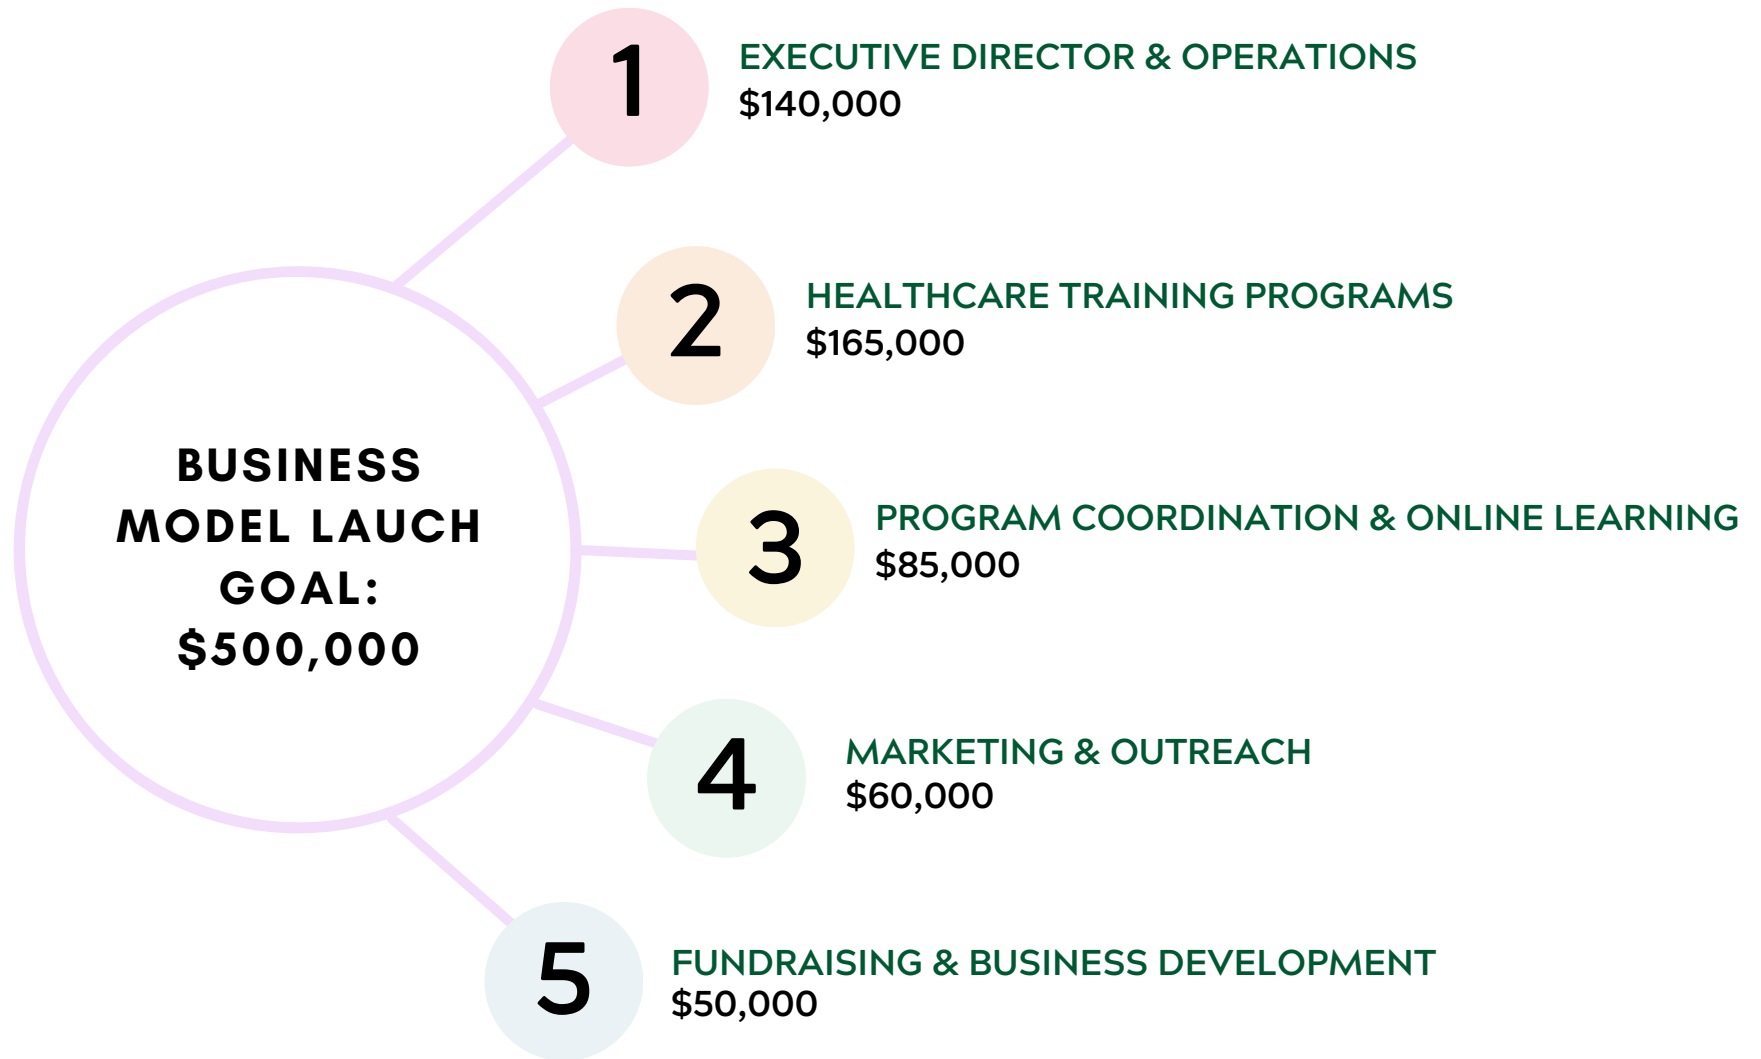 1
EXECUTIVE DIRECTOR & OPERATIONS
$140,000
2
HEALTHCARE TRAINING PROGRAMS
$165,000
BUSINESS
MODEL LAUCH
GOAL:
$500,000
3
PROGRAM COORDINATION & ONLINE LEARNING
$85,000
4
MARKETING & OUTREACH
$60,000
5
FUNDRAISING & BUSINESS DEVELOPMENT
$50,000